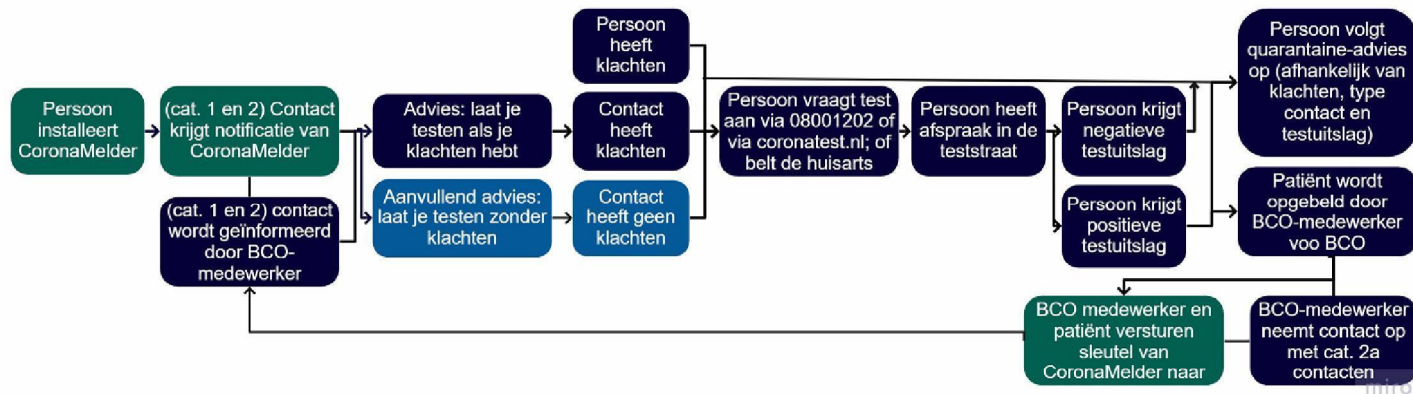 Persoon
installeert
CoronaMelder
(cat. 1 en 2) Contact
krijgt notificatie van
CoronaMelder
(cat. 1 en 2) contact
wordt geïnformeerd
door BCO-
medewerker
Advies: laat je
testen als je
klachten hebt
Aanvullend advies:
laat je testen zonder
klachten
Persoon
heeft
klachten
Contact
heeft
klachten
Contact
heeft geen
klachten
Persoon vraagt test
aan via 08001202 of
via coronatest.nl; of
belt de huisarts
Persoon heeft
afspraak in de
teststraat
Persoon krijgt
negatieve
testuitslag
Persoon krijgt
positieve
testuitslag
Persoon volgt
quarantaine-advies
op (afhankelijk van
klachten, type
contact en
testuitslag)
Patiënt wordt
opgebeld door
BCO-medewerker
voo BCO
BCO medewerker en
patiënt versturen
sleutel van
CoronaMelder naar
BCO-medewerker
neemt contact op
met cat. 2a
contacten
miro